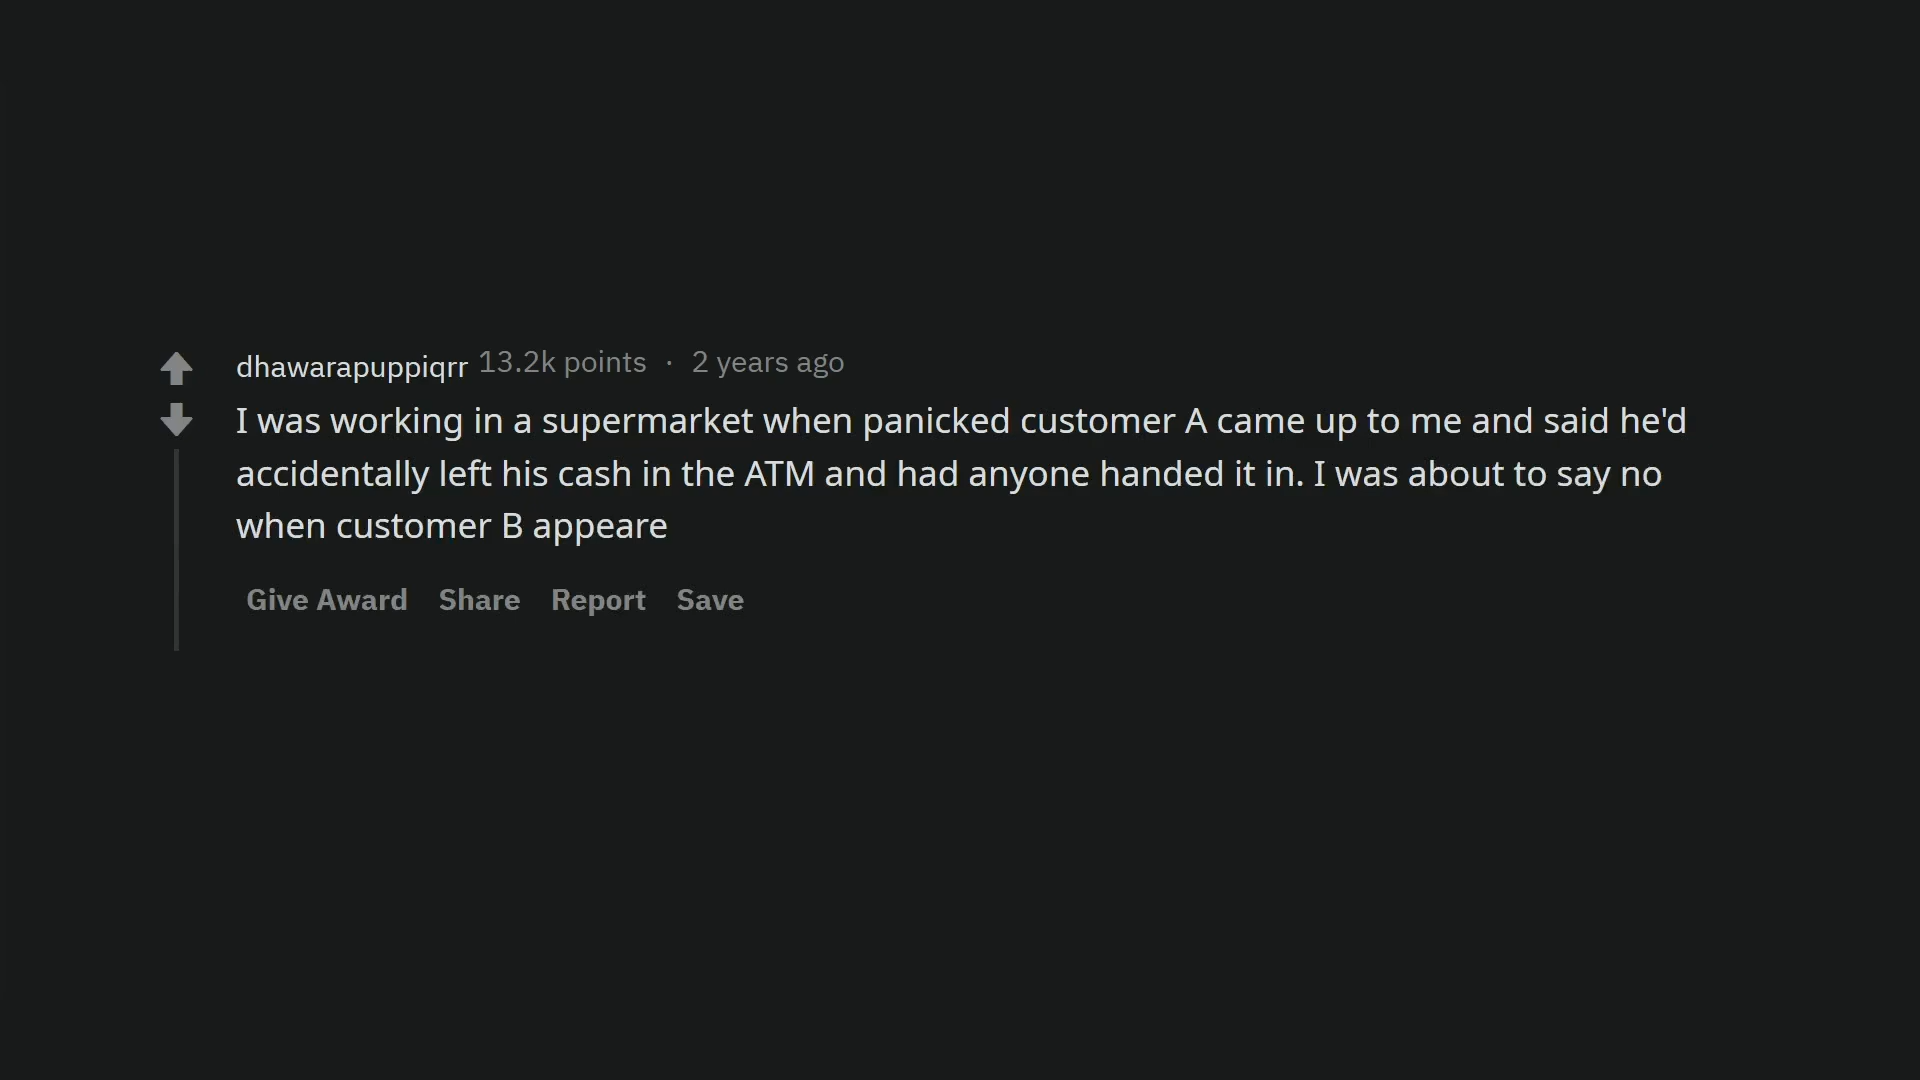 dhawarapuppiqrr 13.2k points · 2 years ago
I was working in a supermarket when panicked customer A came up to me and said he'd
accidentally left his cash in the ATM and had anyone handed it in. I was about to say no
when customer B appeare
Give Award Share Report Save